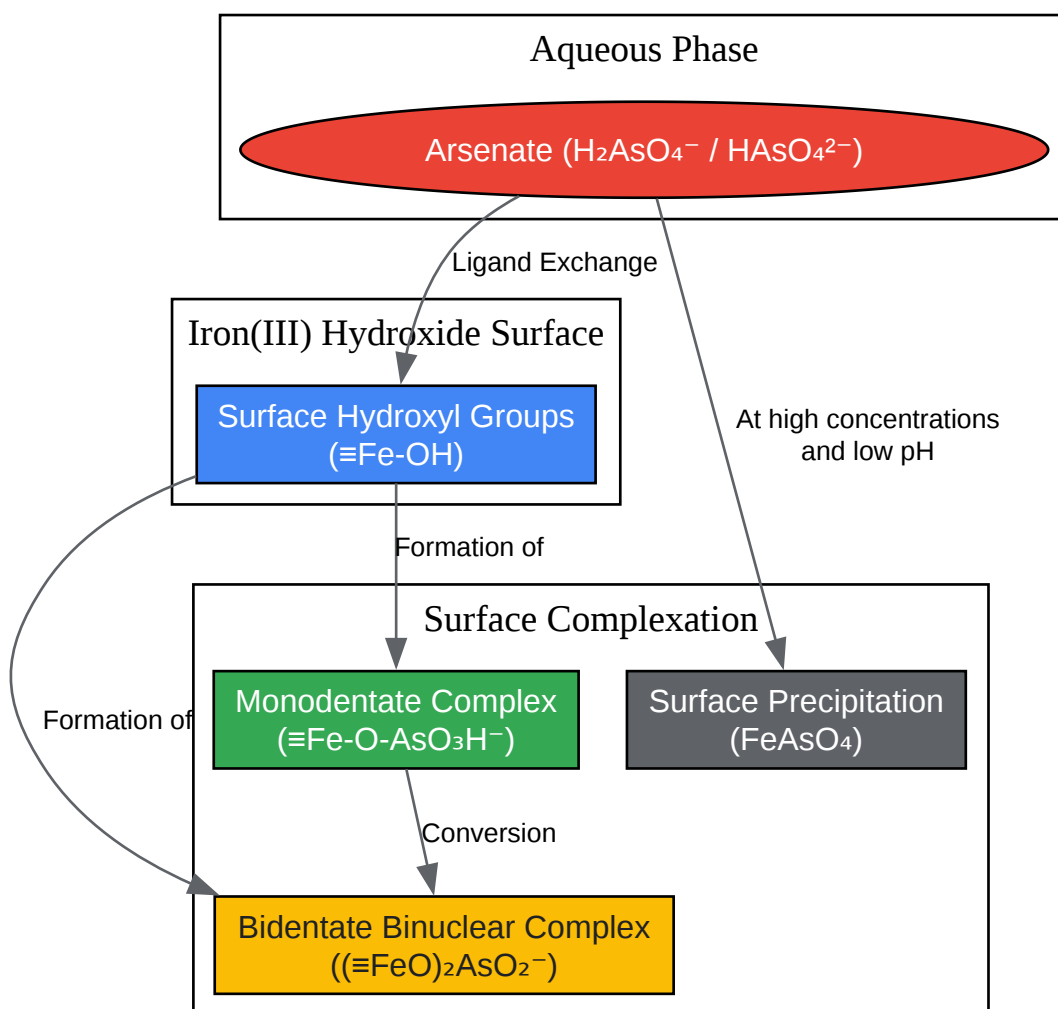 Aqueous Phase
Arsenate (H₂AsO₄⁻ / HAsO₄²⁻)
Ligand Exchange
Iron(III) Hydroxide Surface
Surface Hydroxyl Groups
(≡Fe-OH)
At high concentrations
and low pH
Formation of
Surface Complexation
Monodentate Complex
(≡Fe-O-AsO₃H⁻)
Surface Precipitation
(FeAsO₄)
Formation of
Conversion
Bidentate Binuclear Complex
((≡FeO)₂AsO₂⁻)